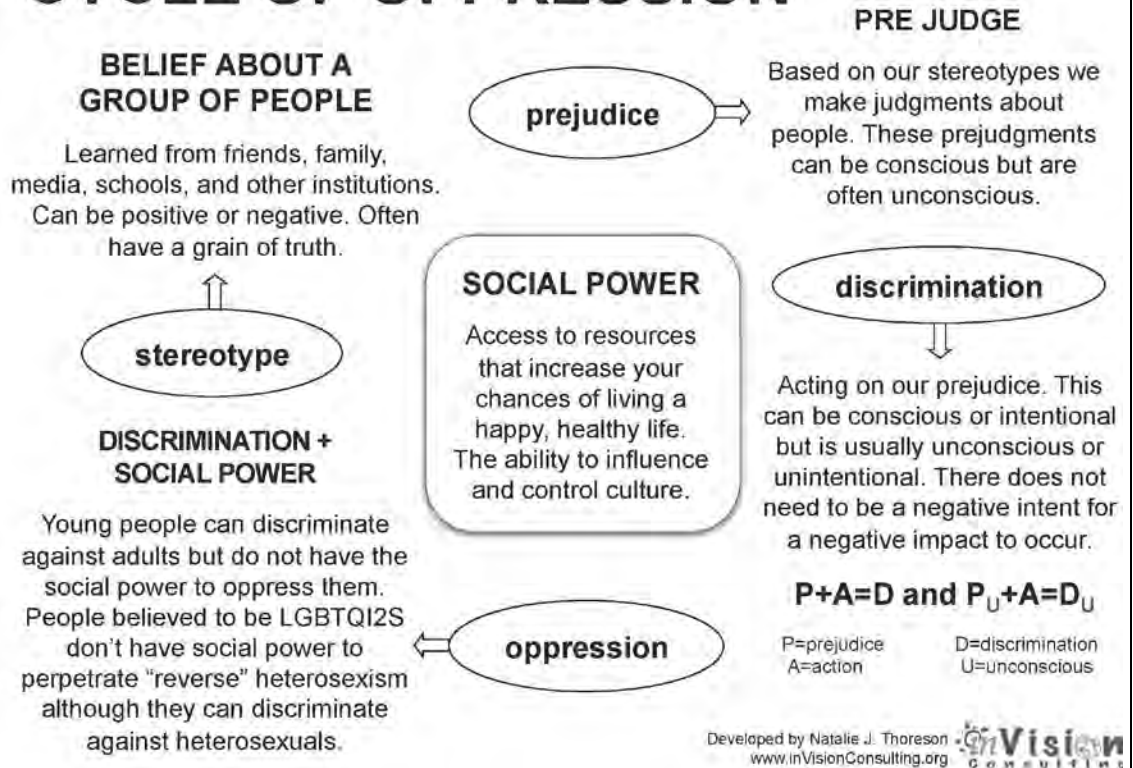 CYCLE OF OPPRESSION
BELIEF ABOUT A
GROUP OF PEOPLE
Learned from friends, family,
media, schools, and other institutions.
Can be positive or negative. Often
have a grain of truth.
stereotype
prejudice
PRE JUDGE
Based on our stereotypes we
make judgments about
people. These prejudgments
can be conscious but are
often unconscious.
discrimination
Acting on our prejudice. This
can be conscious or intentional
but is usually unconscious or
unintentional. There does not
need to be a negative intent for
a negative impact to occur.
P+A=D and PU+A=DU
P=prejudice D=discrimination
A=action U=unconscious
SOCIAL POWER
Access to resources
that increase your
chances of living a
happy, healthy life.
The ability to influence
and control culture.
oppression
DISCRIMINATION +
SOCIAL POWER
Young people can discriminate
against adults but do not have the
social power to oppress them.
People believed to be LGBTQI2S
don't have social power to
perpetrate “reverse” heterosexism
although they can discriminate
against heterosexuals.
Developed by Natalie J. Thoreson
www.inVisionConsulting.org
inVision
Consulting